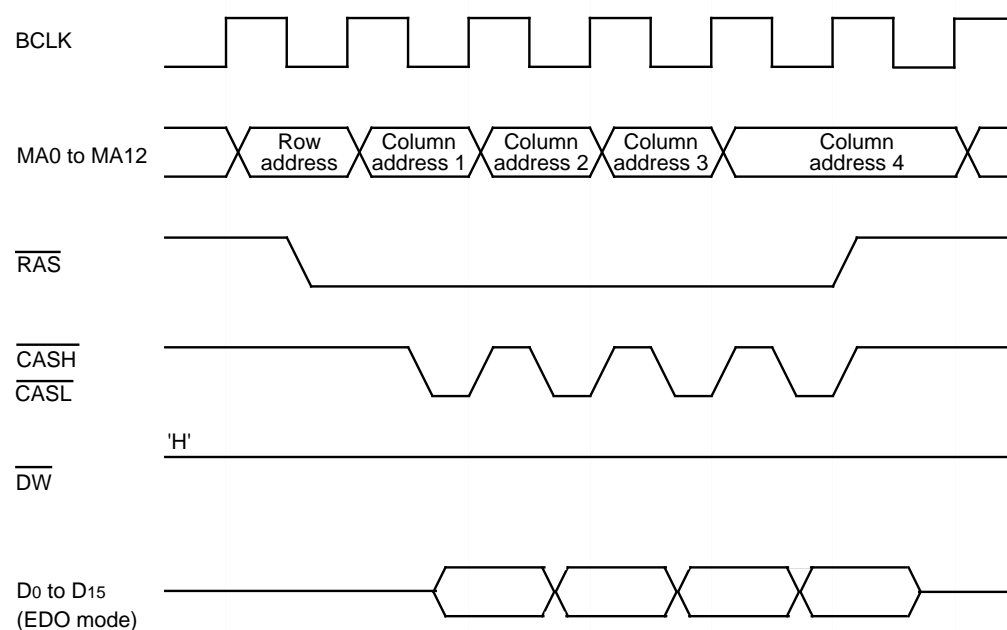 BCLK
MA0 to MA12
Row
address
Column
address 1
Column
address 2
Column
address 3
Column
address 4
RAS
CASH
CASL
'H'
DW
D0 to D15
(EDO mode)